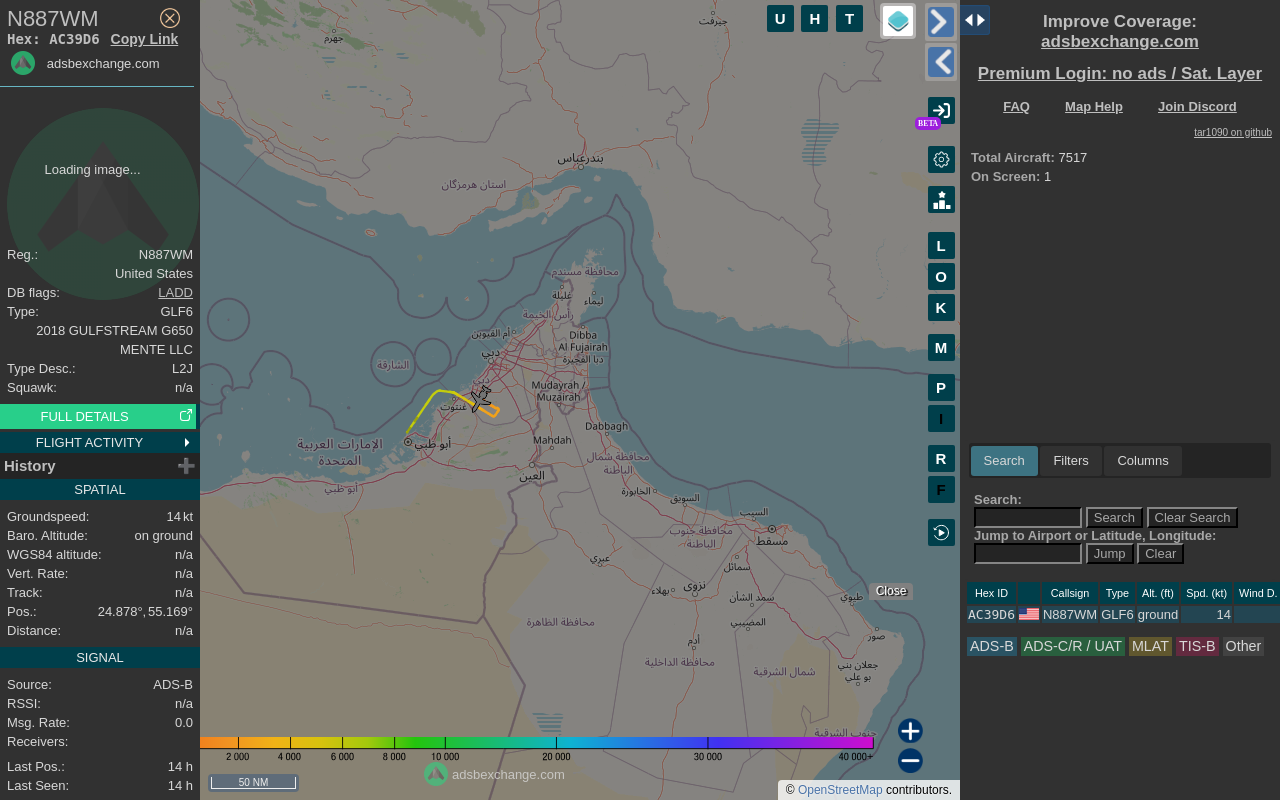 N887WM
Hex: AC39D6 Copy Link
adsbexchange.com
Loading image...
Reg.: N887WM
United States
DB flags: LADD
Type: GLF6
2018 GULFSTREAM G650
MENTE LLC
Type Desc.: L2J
Squawk: n/a
FULL DETAILS
FLIGHT ACTIVITY
History
SPATIAL
Groundspeed: 14 kt
Baro. Altitude: on ground
WGS84 altitude: n/a
Vert. Rate: n/a
Track: n/a
Pos.: 24.878°, 55.169°
Distance: n/a
SIGNAL
Source: ADS-B
RSSI: n/a
Msg. Rate: 0.0
Receivers:
Last Pos.: 14 h
Last Seen: 14 h
U H T
جيرفت
جهرم
BETA
بندرعباس
استان هرمزگان
L
O
K
M
P
I
R
F
محافظة مسندم
خليلة
ليماء
رأس الخيمة
أم القيوين
Dibba
Al Fujairah
دبا الفجيرة
دبي
الشارقة
دبي
Mudayrah /
Muzairah
غنتوت
أبو ظبي
Dabbagh
Mahdah
الإمارات العربية
المتحدة
محافظة شمال
الباطنة
العين
أبو ظبي
الخابورة
السويق
السيب
محافظة جنوب
الباطنة
مسقط
عبري
سمائل
بهلاء
نزوى
سمد الشأن
طيوي
Close
محافظة الظاهرة
المضيبي
أدم
صور
محافظة الداخلية
شمال الشرقية
جعلان بني
بو علي
جنوب الشرقية
2 000 4 000 6 000 8 000 10 000 20 000 30 000 40 000+
adsbexchange.com
50 NM
© OpenStreetMap contributors.
Improve Coverage:
adsbexchange.com
Premium Login: no ads / Sat. Layer
FAQ Map Help Join Discord
tar1090 on github
Total Aircraft: 7517
On Screen: 1
Search Filters Columns
Search:
Search Clear Search
Jump to Airport or Latitude, Longitude:
Jump Clear
Hex ID Callsign Type Alt. (ft) Spd. (kt) Wind D.
AC39D6 N887WM GLF6 ground 14
ADS-B ADS-C/R / UAT MLAT TIS-B Other